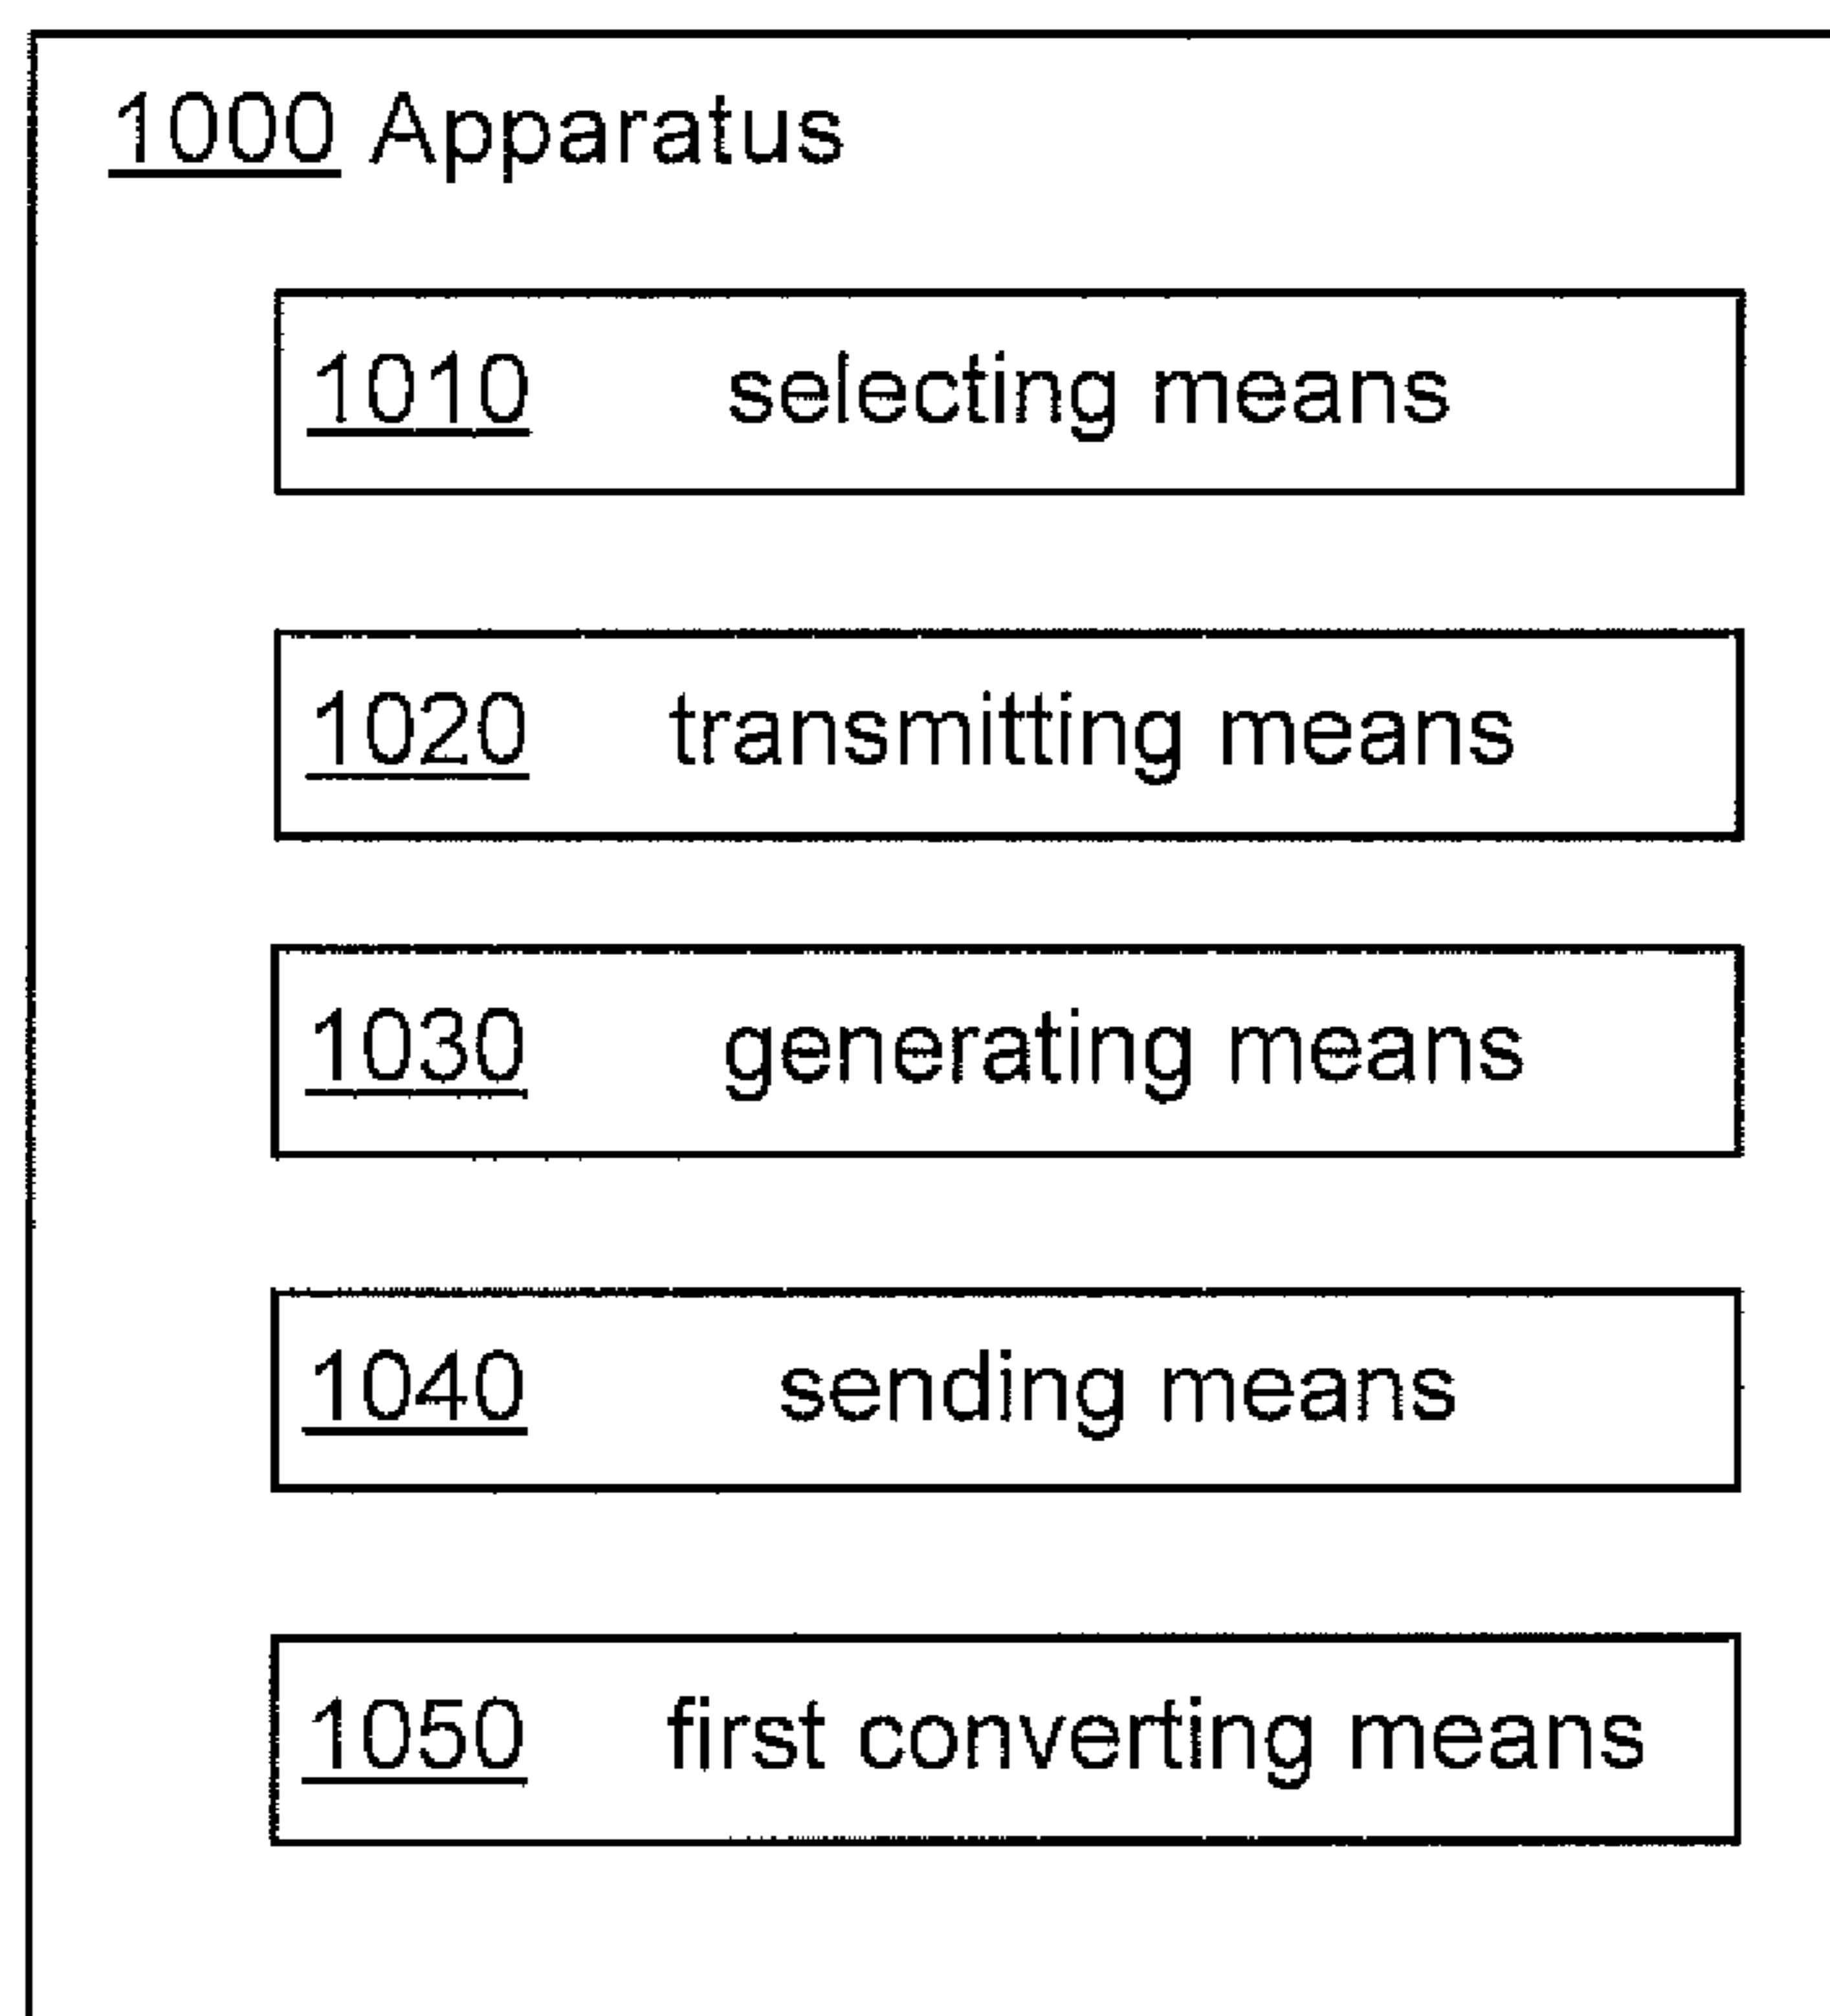 1000 Apparatus
1010 selecting means
1020 transmitting means
1030 generating means
1040 sending means
1050 first converting means